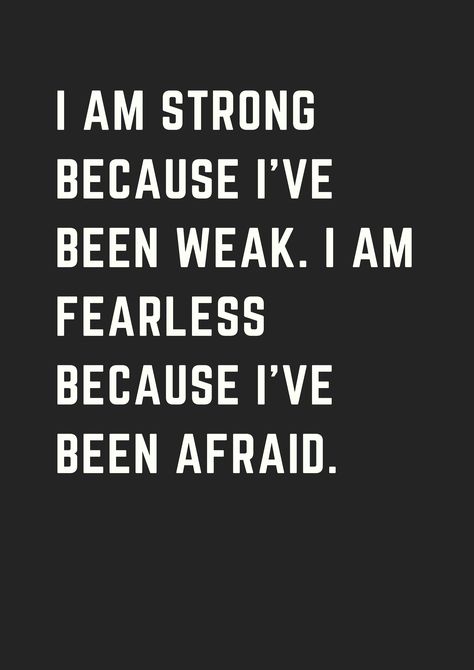 I AM STRONG
BECAUSE I'VE
BEEN WEAK. I AM
FEARLESS
BECAUSE I'VE
BEEN AFRAID.